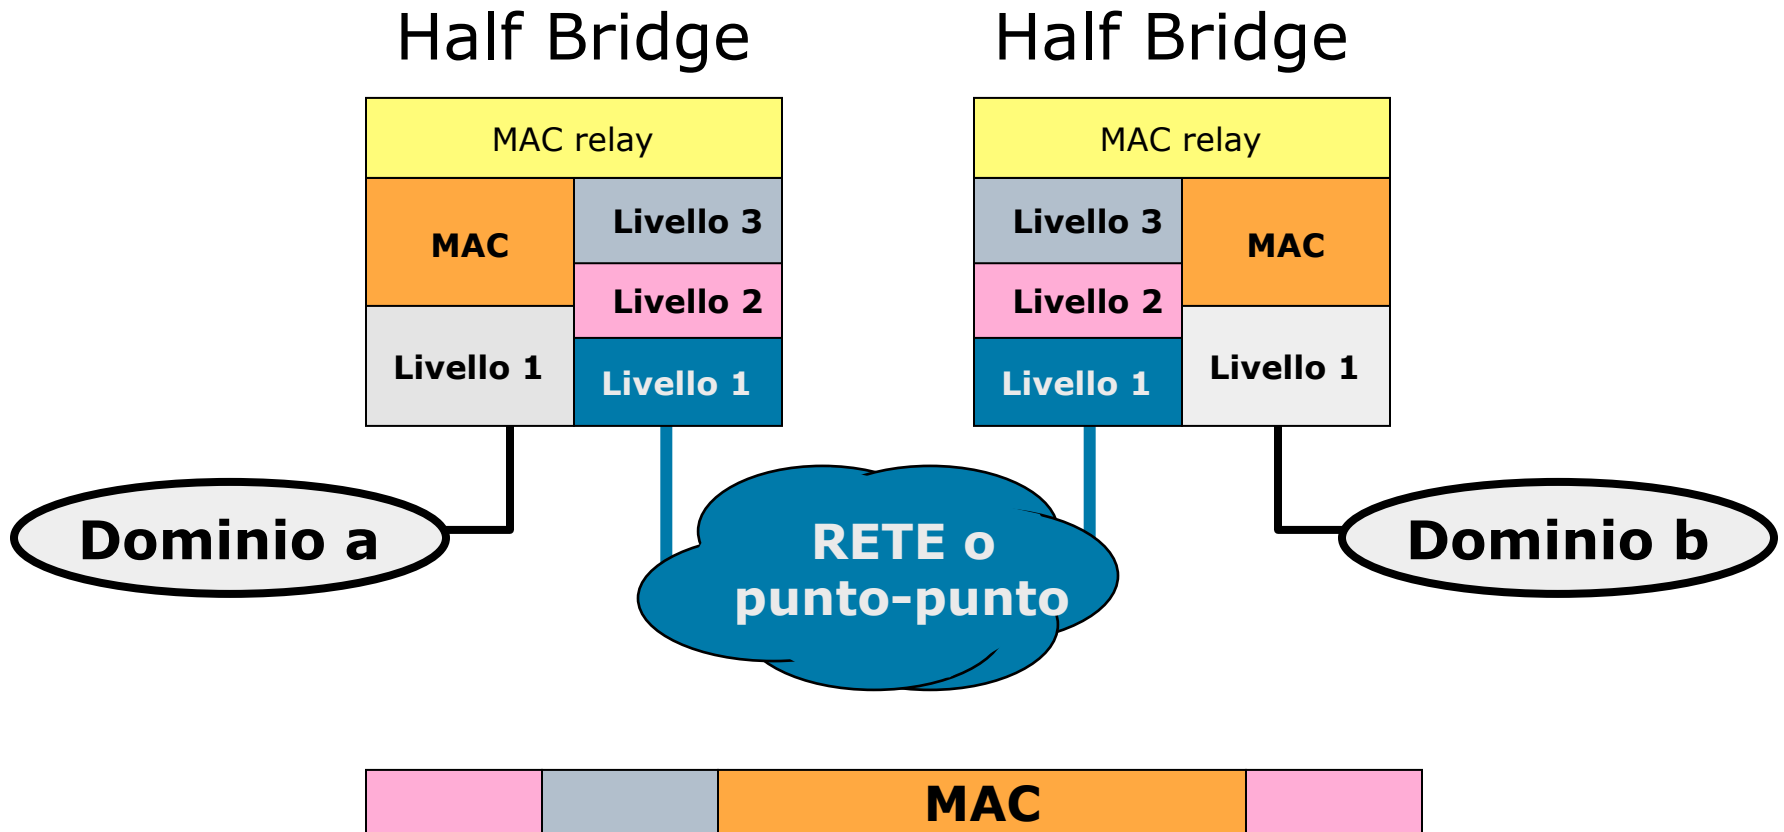 Half Bridge
Half Bridge
MAC relay
MAC
Livello 3
Livello 2
Livello 1
Livello 1
MAC relay
Livello 3
MAC
Livello 2
Livello 1
Livello 1
Dominio a
RETE o
punto-punto
Dominio b
MAC